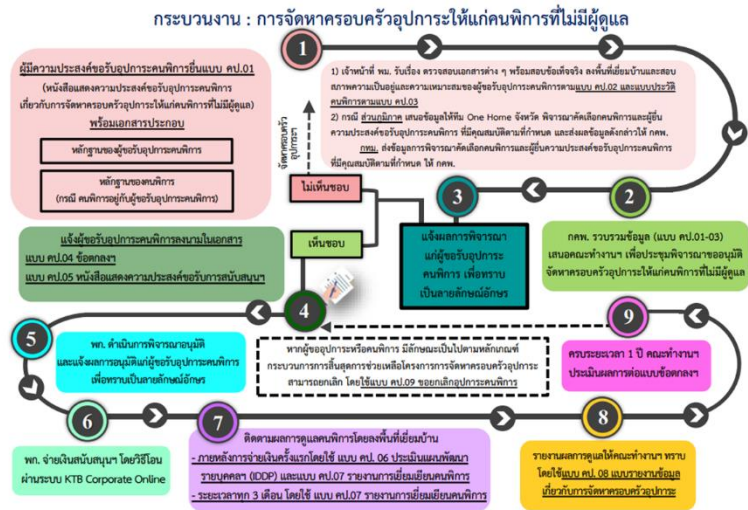 กระบวนงาน : การจัดหาครอบครัวอุปการะให้แก่คนพิการที่ไม่มีผู้ดูแล
ผู้มีความประสงค์ขอรับอุปการะคนพิการยื่นแบบ คป.01
(หนังสือแสดงความประสงค์ขอรับอุปการะ
เกี่ยวกับการจัดหาครอบครัวอุปการะให้แก่คนพิการที่ไม่มีผู้ดูแล)
พร้อมเอกสารประกอบ
หลักฐานของผู้ขอรับอุปการะคนพิการ
หลักฐานของคนพิการ
(กรณี คนพิการอยู่กับผู้ขอรับอุปการะคนพิการ)
1
1) เจ้าหน้าที่ พม. รับเรื่อง ตรวจสอบเอกสารต่าง ๆ พร้อมสอบข้อเท็จจริง ลงพื้นที่เยี่ยมบ้านและสอบ
สภาพความเป็นอยู่และความเหมาะสมของผู้ขอรับอุปการะคนพิการตามแบบ คป.02 และแบบประวัติ
คนพิการตามแบบ คป.03
2) กรณี ส่วนภูมิภาค เสนอข้อมูลให้ทีม One Home จังหวัด พิจารณาคัดเลือกคนพิการและผู้ยื่น
ความประสงค์ขอรับอุปการะคนพิการ ที่มีคุณสมบัติตามที่กำหนด และส่งผลข้อมูลดังกล่าวให้ กคพ.
กทม. ส่งข้อมูลการพิจารณาคัดเลือกคนพิการและผู้ยื่นความประสงค์ขอรับอุปการะคนพิการ
ที่มีคุณสมบัติตามที่กำหนด ให้ กคพ.
จัดหาครอบครัว
อุปการะฯ
ไม่เห็นชอบ
เห็นชอบ
3
แจ้งผลการพิจารณา
แก่ผู้ขอรับอุปการะ
คนพิการ เพื่อทราบ
เป็นลายลักษณ์อักษร
2
กคพ. รวบรวมข้อมูล (แบบ คป.01-03)
เสนอคณะทำงานฯ เพื่อประชุมพิจารณาขออนุมัติ
จัดหาครอบครัวอุปการะให้แก่คนพิการที่ไม่มีผู้ดูแล
แจ้งผู้ขอรับอุปการะคนพิการลงนามในเอกสาร
แบบ คป.04 ข้อตกลงฯ
แบบ คป.05 หนังสือแสดงความประสงค์ขอรับการสนับสนุนฯ
4
5
พก. ดำเนินการพิจารณาอนุมัติ
และแจ้งผลการอนุมัติแก่ผู้ขอรับอุปการะคนพิการ
เพื่อทราบเป็นลายลักษณ์อักษร
หากผู้ขออุปการะหรือคนพิการ มีลักษณะเป็นไปตามหลักเกณฑ์
กระบวนการการสิ้นสุดการช่วยเหลือโครงการการจัดหาครอบครัวอุปการะ
สามารถยกเลิก โดยใช้แบบ คป.09 ขอยกเลิกอุปการะคนพิการ
9
ครบระยะเวลา 1 ปี คณะทำงานฯ
ประเมินผลการต่อแบบข้อตกลงฯ
6
พก. จ่ายเงินสนับสนุนฯ โดยวิธีโอน
ผ่านระบบ KTB Corporate Online
7
ติดตามผลการดูแลคนพิการโดยลงพื้นที่เยี่ยมบ้าน
- ภายหลังการจ่ายเงินครั้งแรกโดยใช้ แบบ คป. 06 ประเมินแผนพัฒนา
รายบุคคลฯ (IDDP) และแบบ คป.07 รายงานการเยี่ยมเยียนคนพิการ
- ระยะเวลาทุก 3 เดือน โดยใช้ แบบ คป.07 รายงานการเยี่ยมเยียนคนพิการ
8
รายงานผลการดูแลให้คณะทำงานฯ ทราบ
โดยใช้แบบ คป. 08 แบบรายงานข้อมูล
เกี่ยวกับการจัดหาครอบครัวอุปการะ